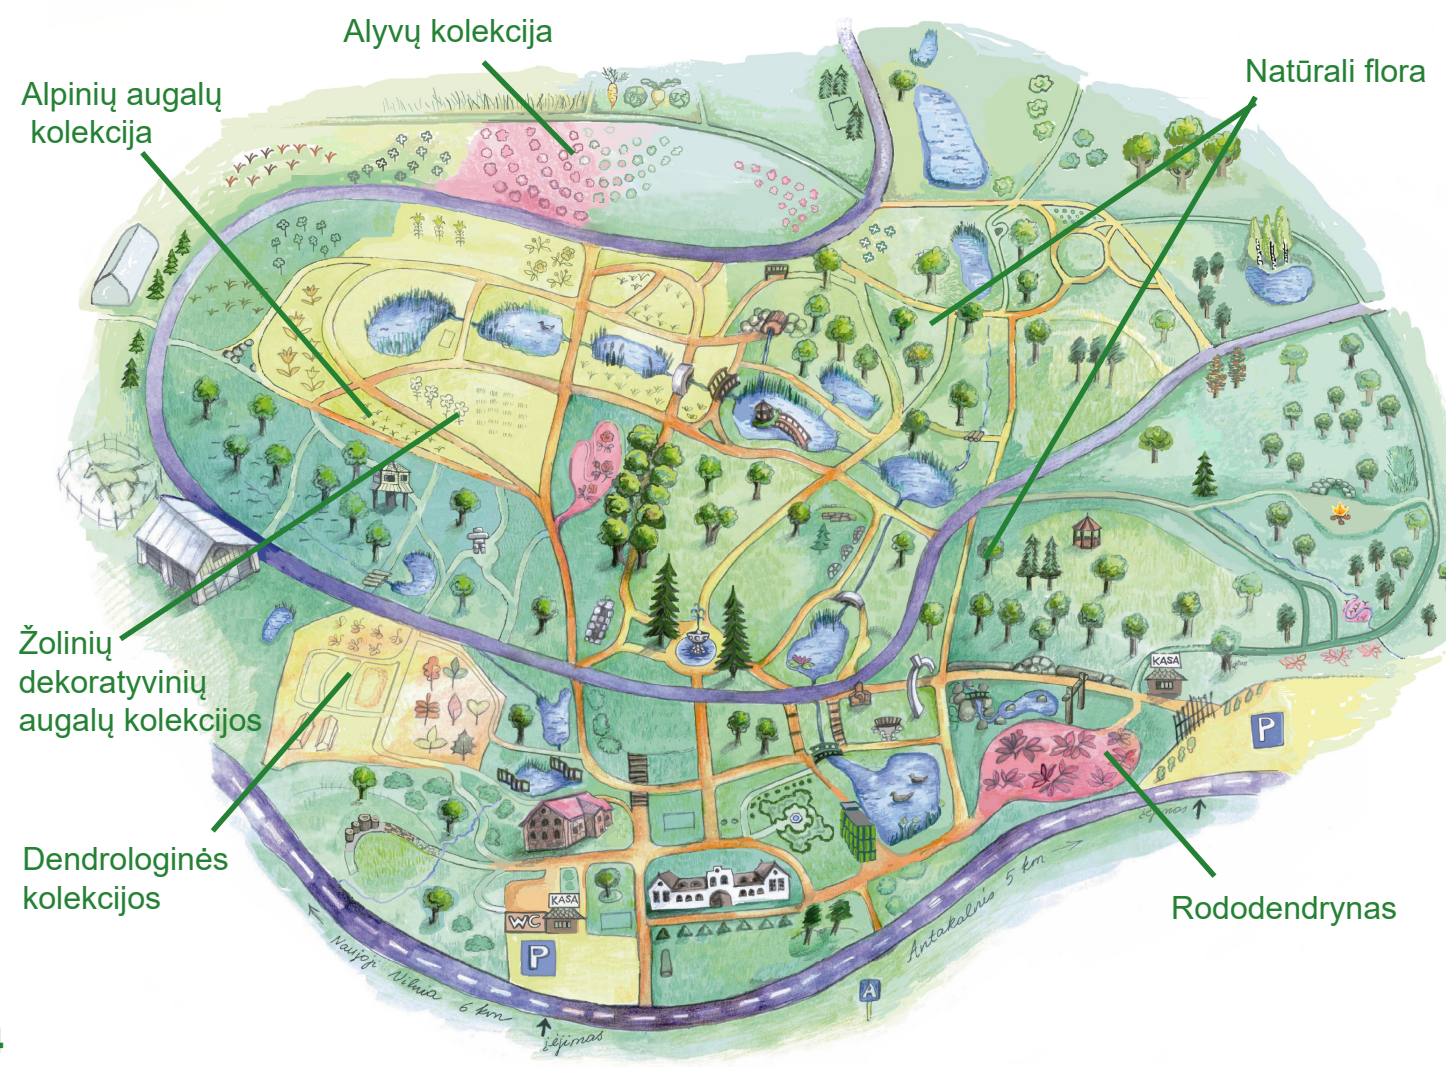 Alyvų kolekcija
Natūrali flora
Alpinių augalų
kolekcija
KASA
P
Žolinių
dekoratyvinių
augalų kolekcijos
įėjimas
Antakalnis 5 km
Dendrologinės
kolekcijos
Rododendrynas
KASA
WC
P
Naujoji Vilnia 6 km
A
įėjimas